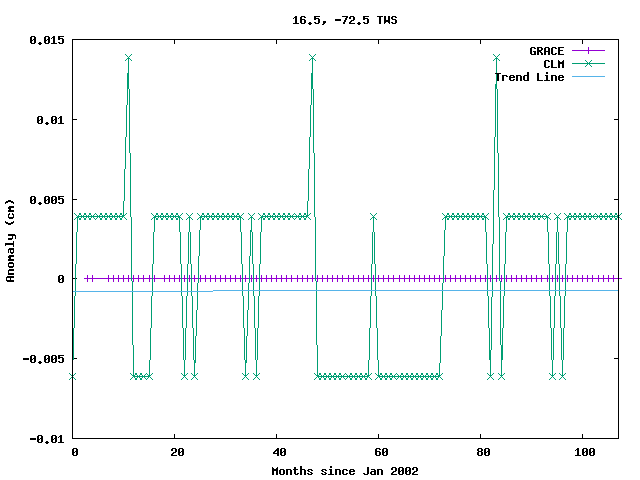 16.5, -72.5 TWS
GRACE
CLM
Trend Line
0.015
0.01
0.005
0
-0.005
-0.01
Anomaly (cm)
0 20 40 60 80 100
Months since Jan 2002